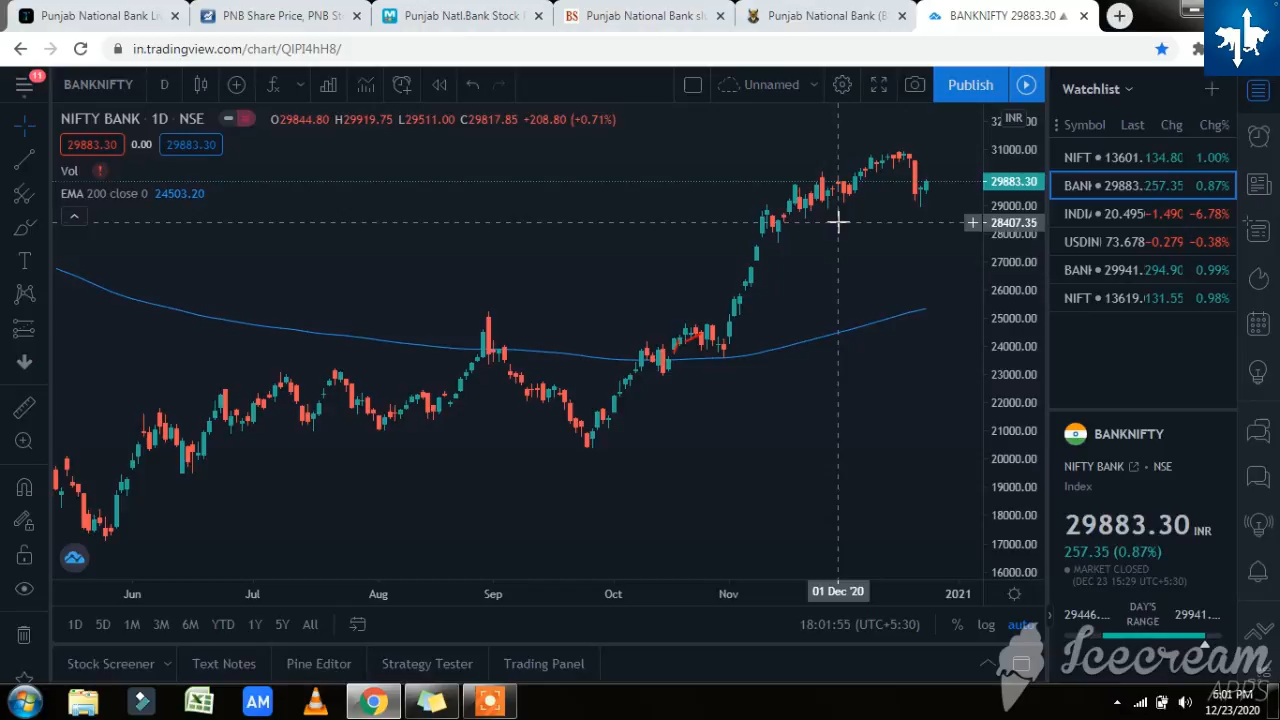 Punjab National Bank Li
PNB Share Price, PNB St
Punjab Natl.Bank Stock P
Punjab National Bank slu
Punjab National Bank (B
BANKNIFTY 29883.30
in.tradingview.com/chart/QIPI4hH8/
11
BANKNIFTY D
Unnamed
Publish
Watchlist
NIFTY BANK · 1D · NSE
O29844.80 H29919.75 L29511.00 C29817.85 +208.80 (+0.71%)
INR
29883.30 0.00 29883.30
Vol
EMA 200 close 0 24503.20
31000.00
29883.30
29000.00
28407.35
28000.00
27000.00
26000.00
25000.00
24000.00
23000.00
22000.00
21000.00
20000.00
19000.00
18000.00
17000.00
16000.00
Jun Jul Aug Sep Oct Nov 01 Dec '20 2021
1D 5D 1M 3M 6M YTD 1Y 5Y All
18:01:55 (UTC+5:30) % log auto
Stock Screener Text Notes Pine Editor Strategy Tester Trading Panel
Symbol Last Chg Chg%
NIFT 13601. 134.80 1.00%
BANI 29883. 257.35 0.87%
INDIA 20.495 -1.490 -6.78%
USDINI 73.678 -0.279 -0.38%
BANI 29941. 294.90 0.99%
NIFT 13619. 131.55 0.98%
BANKNIFTY
NIFTY BANK · NSE
Index
29883.30 INR
257.35 (0.87%)
MARKET CLOSED
(DEC 23 15:29 UTC+5:30)
29446... DAY'S RANGE 29941...
Icecream
APPS
AM
6:01 PM
12/23/2020